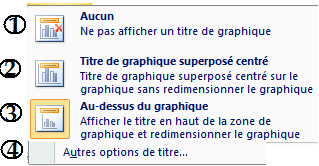 ① Aucun
Ne pas afficher un titre de graphique
② Titre de graphique superposé centré
Titre de graphique superposé centré sur le
graphique sans redimensionner le graphique
③ Au-dessus du graphique
Afficher le titre en haut de la zone de
graphique et redimensionner le graphique
④ Autres options de titre...